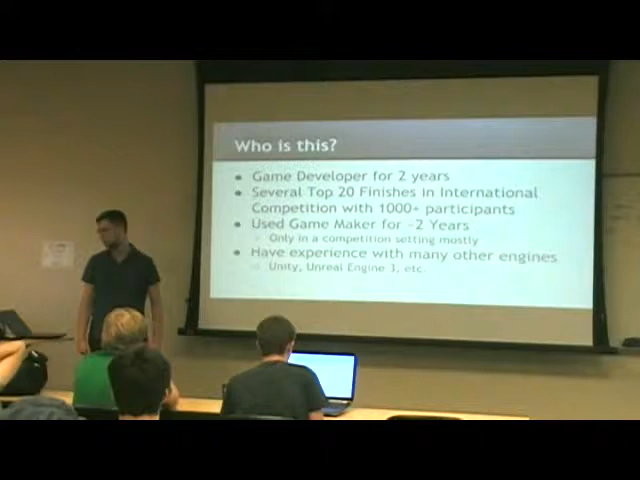 Who is this?
Game Developer for 2 years
Several Top 20 Finishes in International
Competition with 1000+ participants
Used Game Maker for ~2 Years
Only in a competition setting mostly
Have experience with many other engines
Unity, Unreal Engine 3, etc.